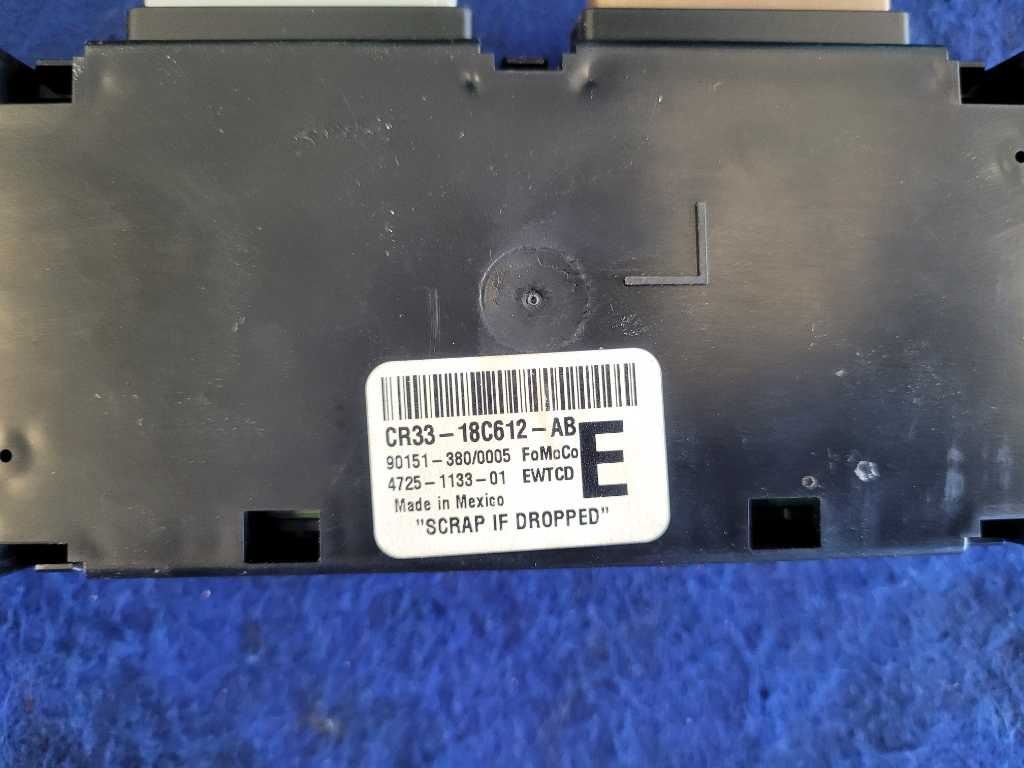 CR33-18C612-AB
E
90151-380/0005 FoMoCo
4725-1133-01 EWTCD
Made in Mexico
"SCRAP IF DROPPED"